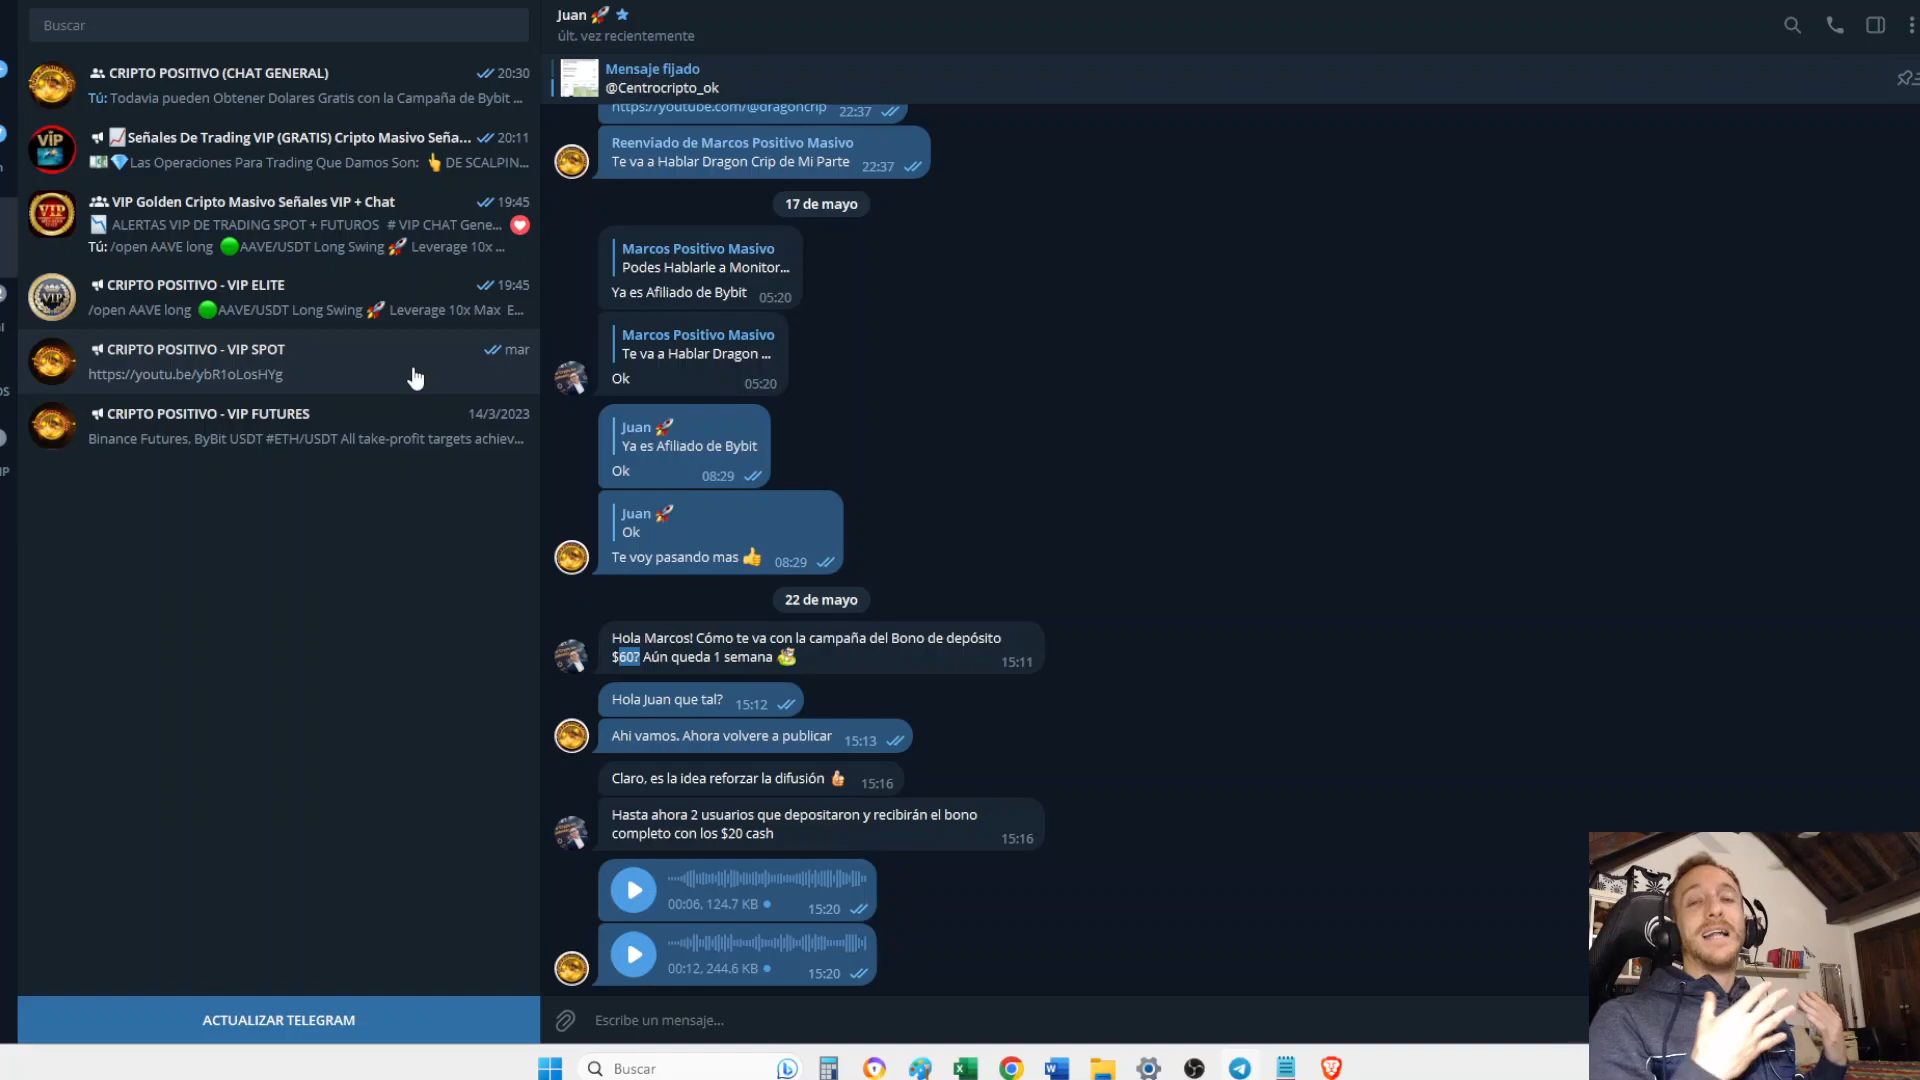 Buscar
CRIPTO POSITIVO (CHAT GENERAL)
20:30
Tú: Todavia pueden Obtener Dolares Gratis con la Campaña de Bybit ...
Señales De Trading VIP (GRATIS) Cripto Masivo Seña...
20:11
Las Operaciones Para Trading Que Damos Son: 👆 DE SCALPIN...
VIP Golden Cripto Masivo Señales VIP + Chat
19:45
ALERTAS VIP DE TRADING SPOT + FUTUROS # VIP CHAT Gene...
Tú: /open AAVE long 🟢AAVE/USDT Long Swing 🚀 Leverage 10x ...
CRIPTO POSITIVO - VIP ELITE
19:45
/open AAVE long 🟢AAVE/USDT Long Swing 🚀 Leverage 10x Max E...
CRIPTO POSITIVO - VIP SPOT
mar
https://youtu.be/ybR1oLosHYg
CRIPTO POSITIVO - VIP FUTURES
14/3/2023
Binance Futures, ByBit USDT #ETH/USDT All take-profit targets achiev...
ACTUALIZAR TELEGRAM
Juan 🚀
últ. vez recientemente
Mensaje fijado
@Centrocripto_ok
https://youtube.com/@dragoncrip
22:37
Reenviado de Marcos Positivo Masivo
Te va a Hablar Dragon Crip de Mi Parte
22:37
17 de mayo
Marcos Positivo Masivo
Podes Hablarle a Monitor...
Ya es Afiliado de Bybit
05:20
Marcos Positivo Masivo
Te va a Hablar Dragon ...
Ok
05:20
Juan 🚀
Ya es Afiliado de Bybit
Ok
08:29
Juan 🚀
Ok
Te voy pasando mas 👍
08:29
22 de mayo
Hola Marcos! Cómo te va con la campaña del Bono de depósito
$60? Aún queda 1 semana
15:11
Hola Juan que tal?
15:12
Ahi vamos. Ahora volvere a publicar
15:13
Claro, es la idea reforzar la difusión 👍
15:16
Hasta ahora 2 usuarios que depositaron y recibirán el bono
completo con los $20 cash
15:16
00:06, 124.7 KB
15:20
00:12, 244.6 KB
15:20
Escribe un mensaje...
Buscar